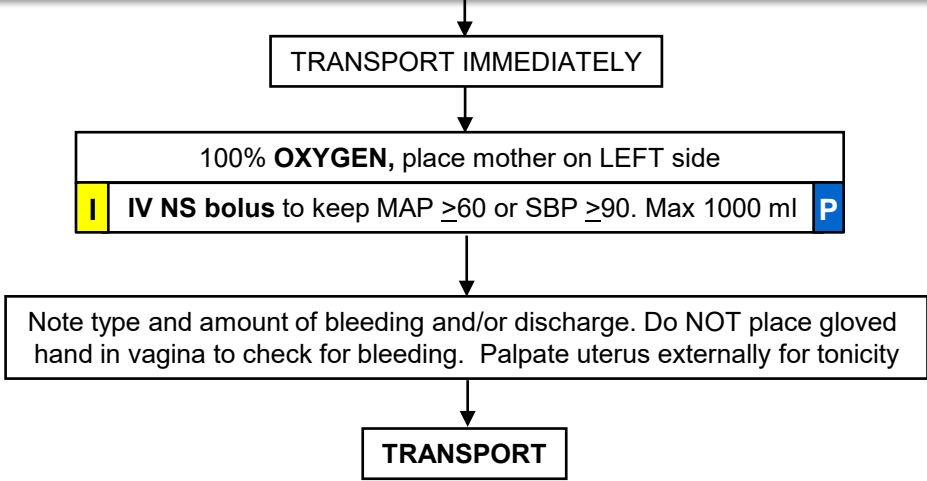 TRANSPORT IMMEDIATELY
100% OXYGEN, place mother on LEFT side
I IV NS bolus to keep MAP ≥60 or SBP ≥90. Max 1000 ml P
Note type and amount of bleeding and/or discharge. Do NOT place gloved
hand in vagina to check for bleeding. Palpate uterus externally for tonicity
TRANSPORT